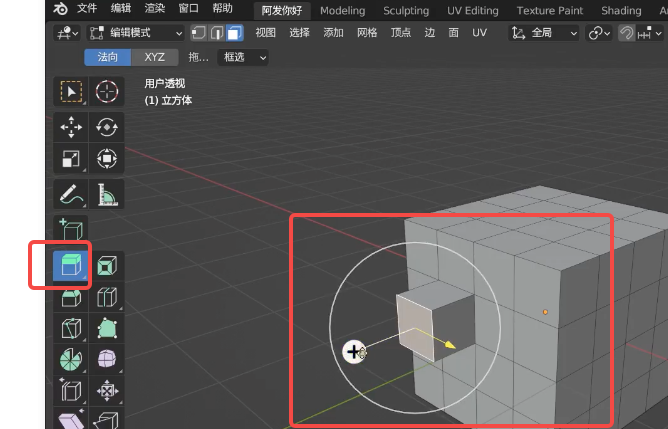 文件 编辑 渲染 窗口 帮助 阿发你好 Modeling Sculpting UV Editing Texture Paint Shading
编辑模式 视图 选择 添加 网格 顶点 边 面 UV 全局
法向 XYZ 拖... 框选
用户透视
(1) 立方体